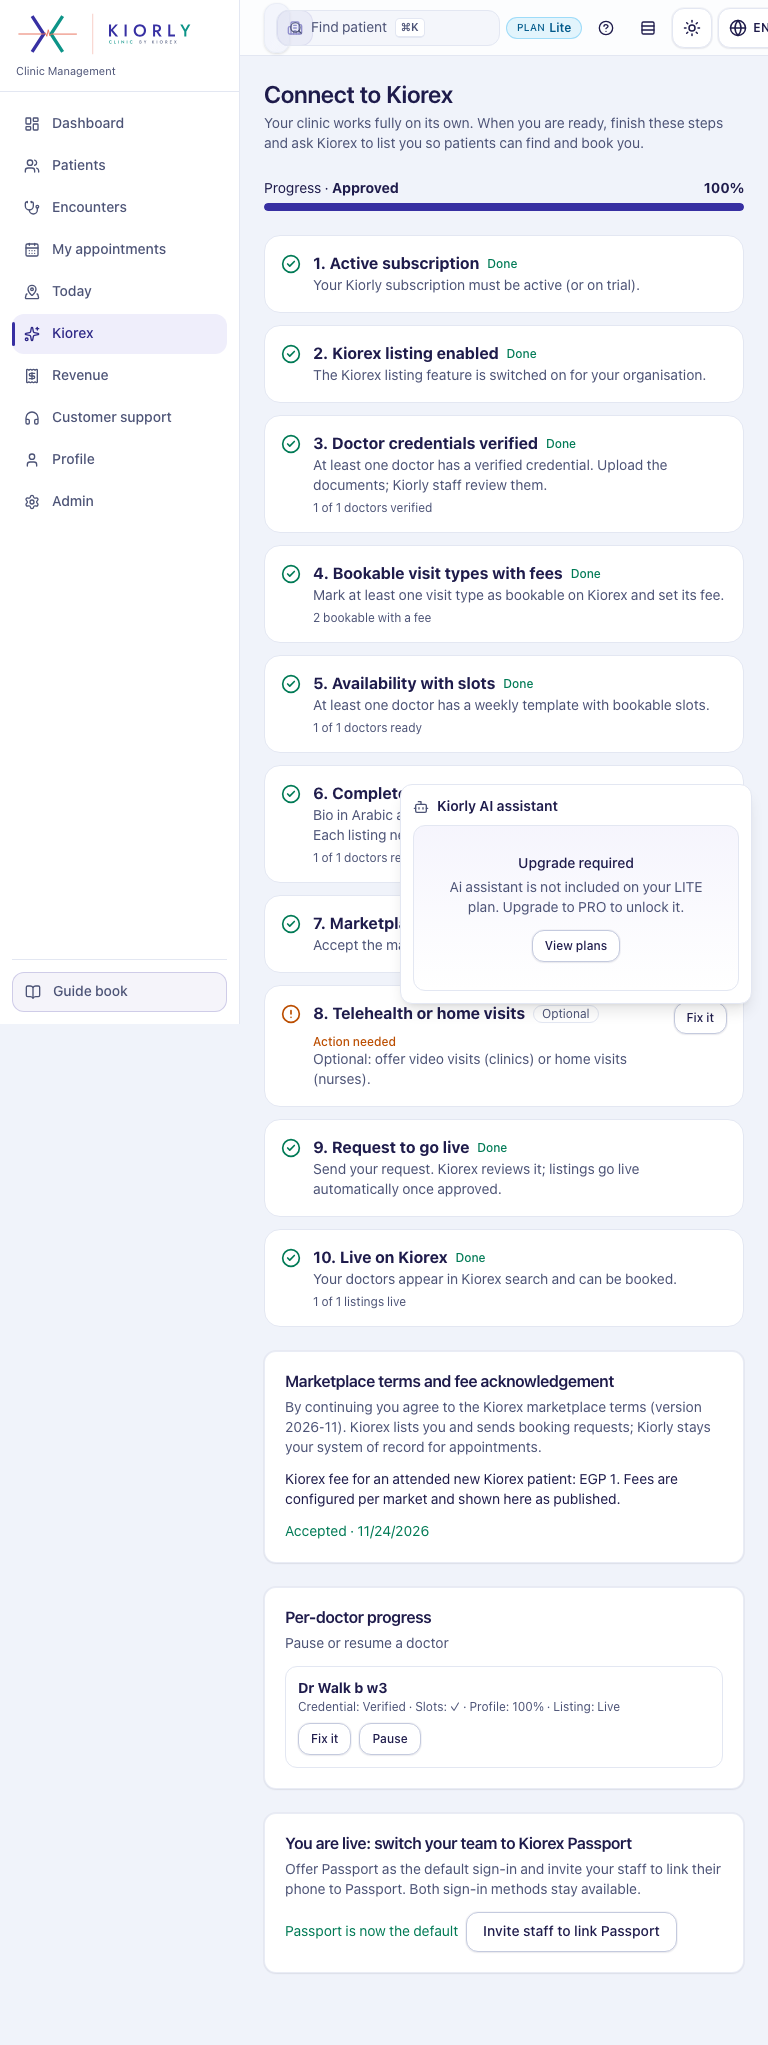 KIORLY
CLINIC BY KIOREX
Clinic Management
Dashboard
Patients
Encounters
My appointments
Today
Kiorex
Revenue
Customer support
Profile
Admin
Guide book
Find patient ⌘K
PLAN Lite
EN
Connect to Kiorex
Your clinic works fully on its own. When you are ready, finish these steps
and ask Kiorex to list you so patients can find and book you.
Progress · Approved 100%
1. Active subscription Done
Your Kiorly subscription must be active (or on trial).
2. Kiorex listing enabled Done
The Kiorex listing feature is switched on for your organisation.
3. Doctor credentials verified Done
At least one doctor has a verified credential. Upload the
documents; Kiorly staff review them.
1 of 1 doctors verified
4. Bookable visit types with fees Done
Mark at least one visit type as bookable on Kiorex and set its fee.
2 bookable with a fee
5. Availability with slots Done
At least one doctor has a weekly template with bookable slots.
1 of 1 doctors ready
6. Complete
Bio in Arabic
Each listing
1 of 1 doctors
7.
Accept the
Kiorly AI assistant
Upgrade required
Ai assistant is not included on your LITE
plan. Upgrade to PRO to unlock it.
View plans
8. Telehealth or home visits Optional
Fix it
Action needed
Optional: offer video visits (clinics) or home visits
(nurses).
9. Request to go live Done
Send your request. Kiorex reviews it; listings go live
automatically once approved.
10. Live on Kiorex Done
Your doctors appear in Kiorex search and can be booked.
1 of 1 listings live
Marketplace terms and fee acknowledgement
By continuing you agree to the Kiorex marketplace terms (version
2026-11). Kiorex lists you and sends booking requests; Kiorly stays
your system of record for appointments.
Kiorex fee for an attended new Kiorex patient: EGP 1. Fees are
configured per market and shown here as published.
Accepted · 11/24/2026
Per-doctor progress
Pause or resume a doctor
Dr Walk b w3
Credential: Verified · Slots: ✓ · Profile: 100% · Listing: Live
Fix it
Pause
You are live: switch your team to Kiorex Passport
Offer Passport as the default sign-in and invite your staff to link their
phone to Passport. Both sign-in methods stay available.
Passport is now the default
Invite staff to link Passport